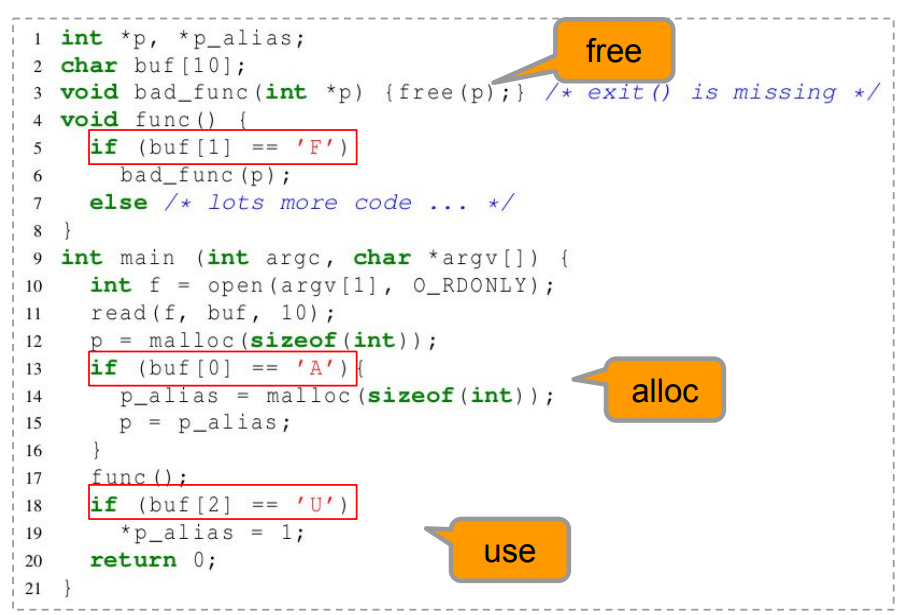 free
1 int *p, *p_alias;
2 char buf[10];
3 void bad_func(int *p) {free(p);} /* exit() is missing */
4 void func() {
5 if (buf[1] == 'F')
6 bad_func(p);
7 else /* lots more code ... */
8 }
9 int main (int argc, char *argv[]) {
10 int f = open(argv[1], O_RDONLY);
11 read(f, buf, 10);
12 p = malloc(sizeof(int));
13 if (buf[0] == 'A'){
alloc
14 p_alias = malloc(sizeof(int));
15 p = p_alias;
16 }
17 func();
18 if (buf[2] == 'U')
19 *p_alias = 1;
use
20 return 0;
21 }